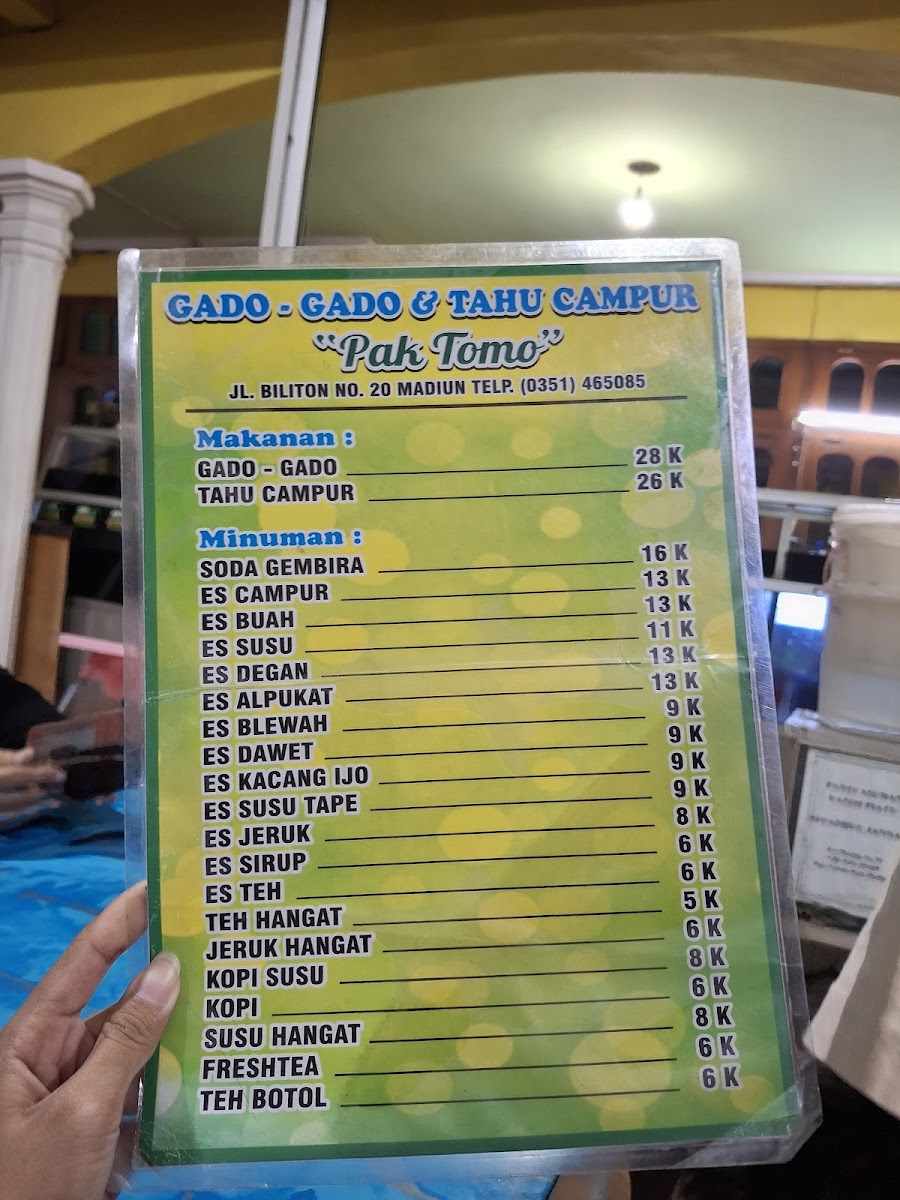 GADO - GADO & TAHU CAMPUR
"Pak Tomo"
JL. BILITON NO. 20 MADIUN TELP. (0351) 465085
Makanan :
GADO - GADO 28 K
TAHU CAMPUR 26 K
Minuman :
SODA GEMBIRA 16 K
ES CAMPUR 13 K
ES BUAH 13 K
ES SUSU 11 K
ES DEGAN 13 K
ES ALPUKAT 13 K
ES BLEWAH 9 K
ES DAWET 9 K
ES KACANG IJO 9 K
ES SUSU TAPE 9 K
ES JERUK 8 K
ES SIRUP 6 K
ES TEH 6 K
TEH HANGAT 5 K
JERUK HANGAT 6 K
KOPI SUSU 8 K
KOPI 6 K
SUSU HANGAT 8 K
FRESHTEA 6 K
TEH BOTOL 6 K